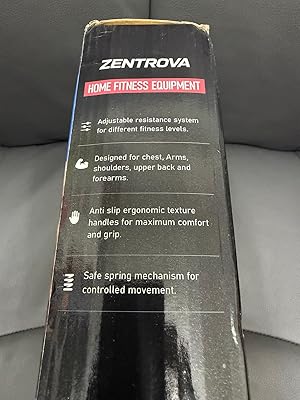 ZENTROVA
HOME FITNESS EQUIPMENT
Adjustable resistance system
for different fitness levels.
Designed for chest, Arms,
shoulders, upper back and
forearms.
Anti slip ergonomic texture
handles for maximum comfort
and grip.
Safe spring mechanism for
controlled movement.